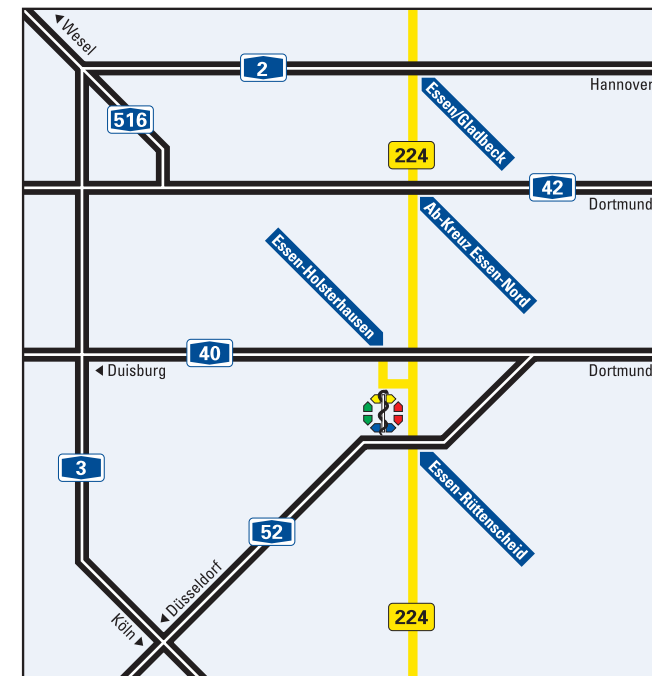 Wesel
2
Hannover
Essen/Gladbeck
516
224
42
Dortmund
Ab-Kreuz Essen-Nord
Essen-Holsterhausen
40
Duisburg
Dortmund
3
Essen-Rüttenscheid
52
Düsseldorf
Köln
224